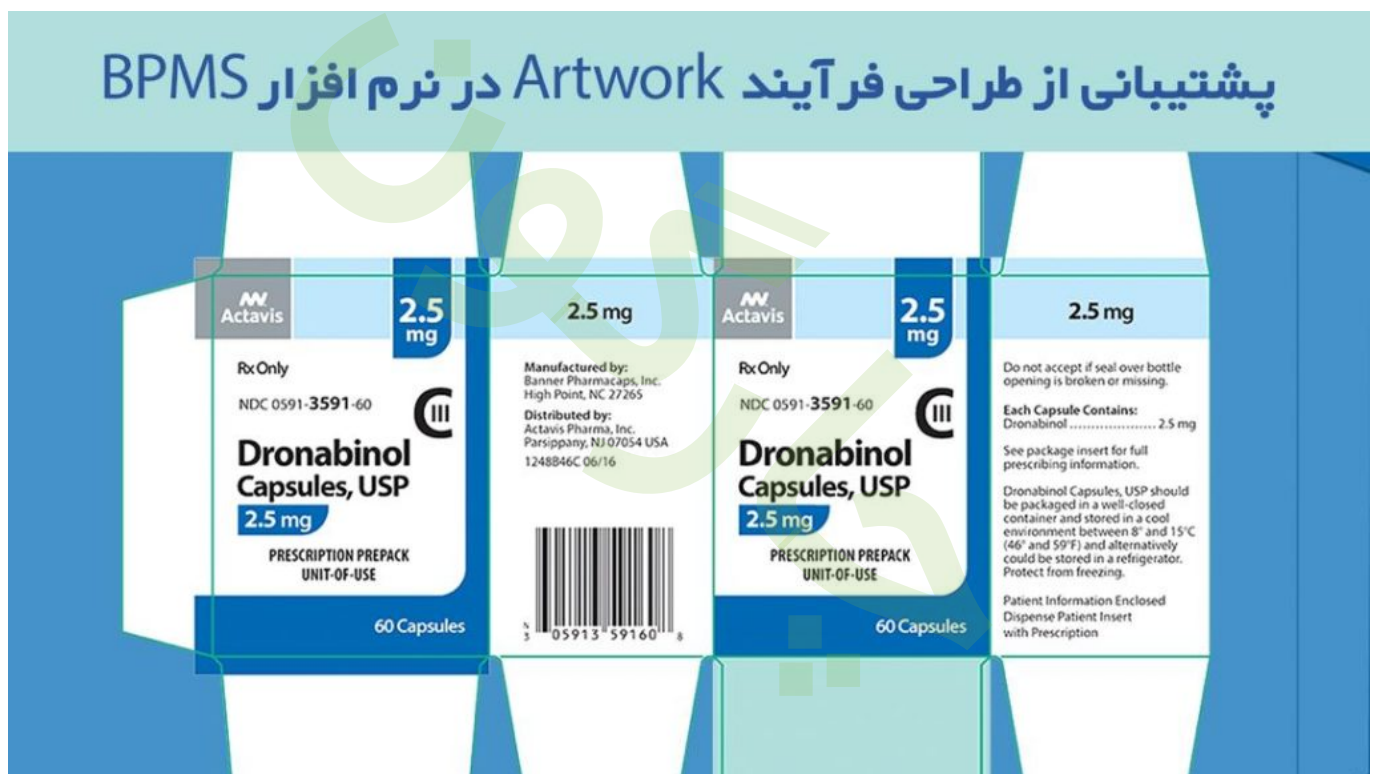 پشتیبانی از طراحی فرآیند Artwork در نرم افزار BPMS
Actavis
2.5
mg
Rx Only
NDC 0591-3591-60
CIII
Dronabinol
Capsules, USP
2.5 mg
PRESCRIPTION PREPACK
UNIT-OF-USE
60 Capsules
2.5 mg
Manufactured by:
Banner Pharmacaps, Inc.
High Point, NC 27265
Distributed by:
Actavis Pharma, Inc.
Parsippany, NJ 07054 USA
1248B46C 06/16
N
3 05913 59160 8
Actavis
2.5
mg
Rx Only
NDC 0591-3591-60
CIII
Dronabinol
Capsules, USP
2.5 mg
PRESCRIPTION PREPACK
UNIT-OF-USE
60 Capsules
2.5 mg
Do not accept if seal over bottle
opening is broken or missing.
Each Capsule Contains:
Dronabinol .................... 2.5 mg
See package insert for full
prescribing information.
Dronabinol Capsules, USP should
be packaged in a well-closed
container and stored in a cool
environment between 8° and 15°C
(46° and 59°F) and alternatively
could be stored in a refrigerator.
Protect from freezing.
Patient Information Enclosed
Dispense Patient Insert
with Prescription